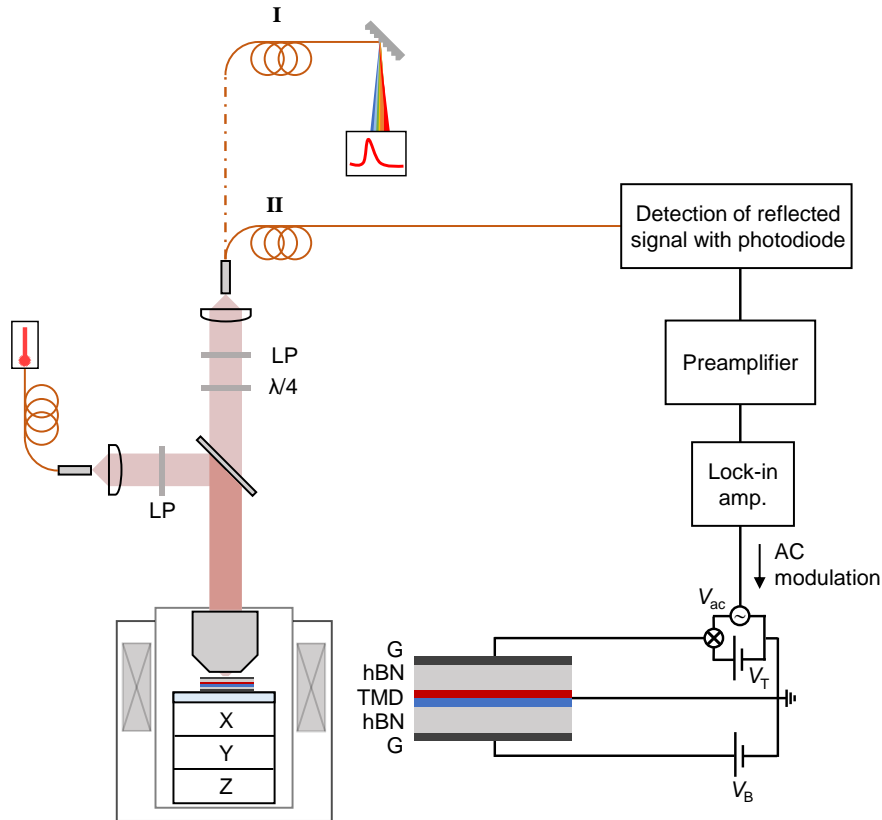 I
II
Detection of reflected
signal with photodiode
LP
λ/4
Preamplifier
LP
Lock-in
amp.
AC
modulation
Vac
G
hBN
TMD
hBN
G
VT
VB
X
Y
Z
~